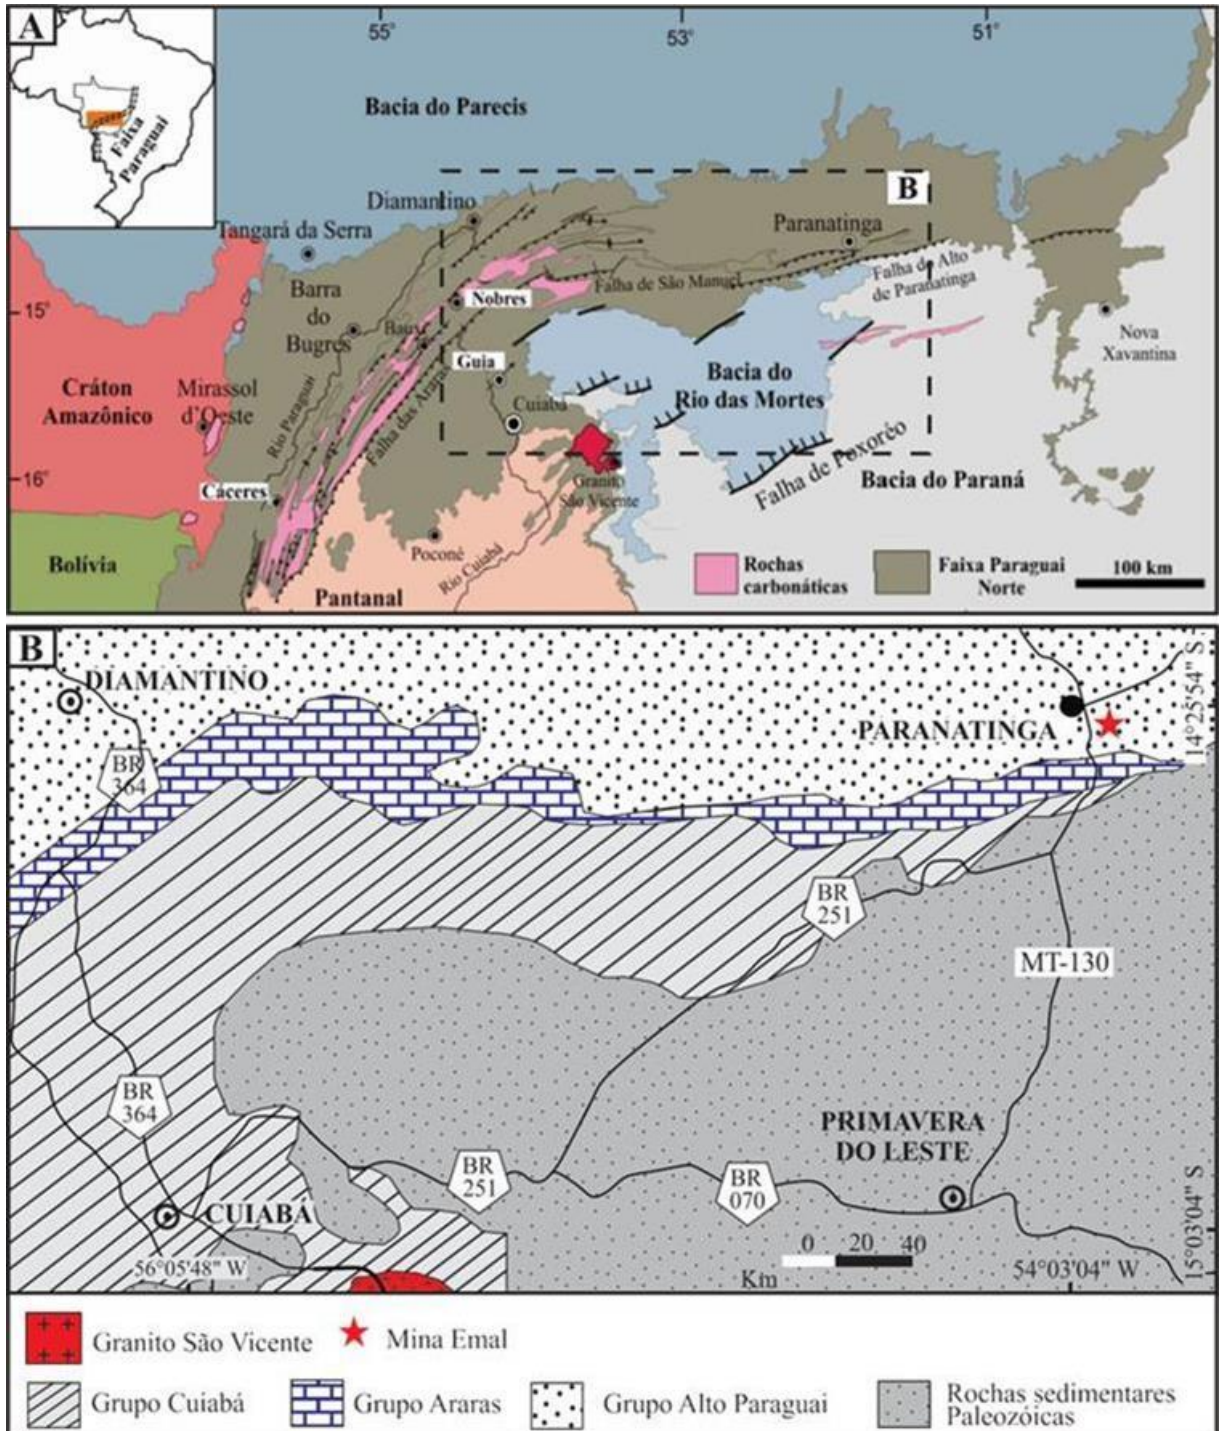 A
55°
53°
51°
Faixa
Paraguai
Bacia do Parecis
B
Diamantino
Tangará da Serra
Paranatinga
Falha do Alto
de Paranatinga
Falha de São Manuel
15°
Barra
do
Bugres
Nobres
Bauxi
Guia
Nova
Xavantina
Cráton
Amazônico
Mirassol
d'Oeste
Rio Paraguai
Falha das Araras
Cuiabá
Bacia do
Rio das Mortes
Falha de Poxoréo
Bacia do Paraná
16°
Cáceres
Granito
São Vicente
Bolívia
Poconé
Rio Cuiabá
Pantanal
Rochas
carbonáticas
Faixa Paraguai
Norte
100 km
B
DIAMANTINO
PARANATINGA
14°25'54" S
BR
364
BR
251
MT-130
BR
364
PRIMAVERA
DO LESTE
BR
251
BR
070
CUIABÁ
0 20 40
Km
56°05'48" W
54°03'04" W
15°03'04" S
Granito São Vicente
Mina Emal
Grupo Cuiabá
Grupo Araras
Grupo Alto Paraguai
Rochas sedimentares
Paleozóicas